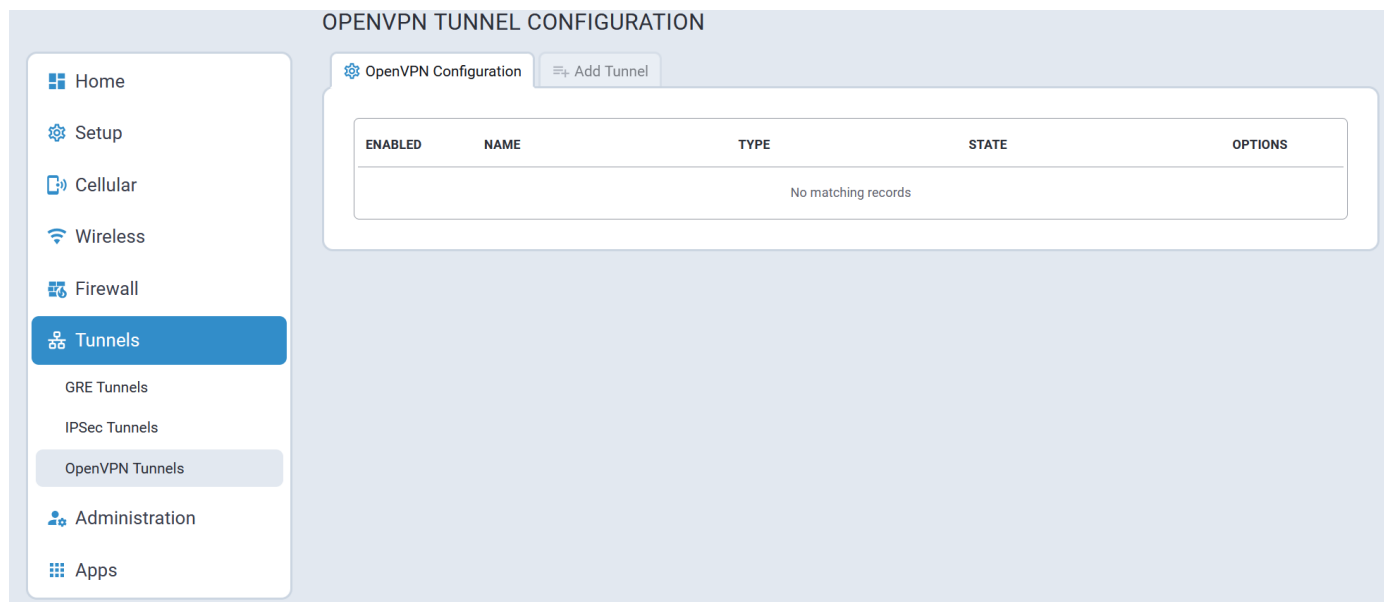 OPENVPN TUNNEL CONFIGURATION
Home
Setup
Cellular
Wireless
Firewall
Tunnels
GRE Tunnels
IPSec Tunnels
OpenVPN Tunnels
Administration
Apps
OpenVPN Configuration
Add Tunnel
ENABLED NAME TYPE STATE OPTIONS
No matching records